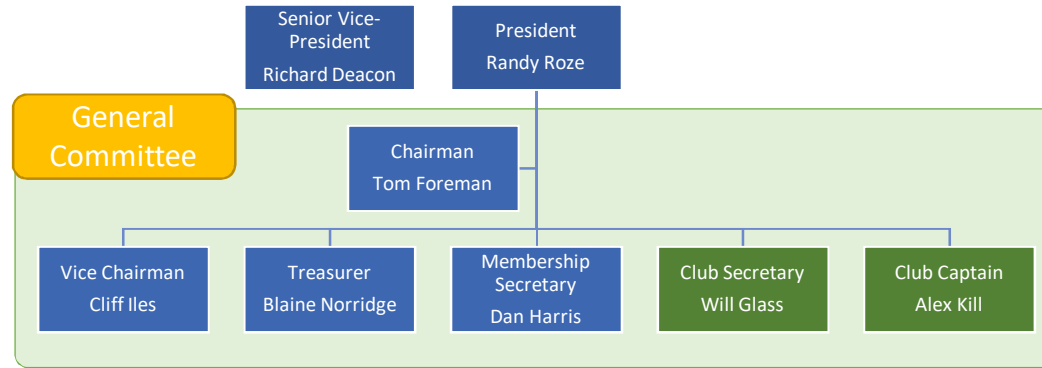 Senior Vice-
President
Richard Deacon
President
Randy Roze
General
Committee
Chairman
Tom Foreman
Vice Chairman
Cliff Iles
Treasurer
Blaine Norridge
Membership
Secretary
Dan Harris
Club Secretary
Will Glass
Club Captain
Alex Kill